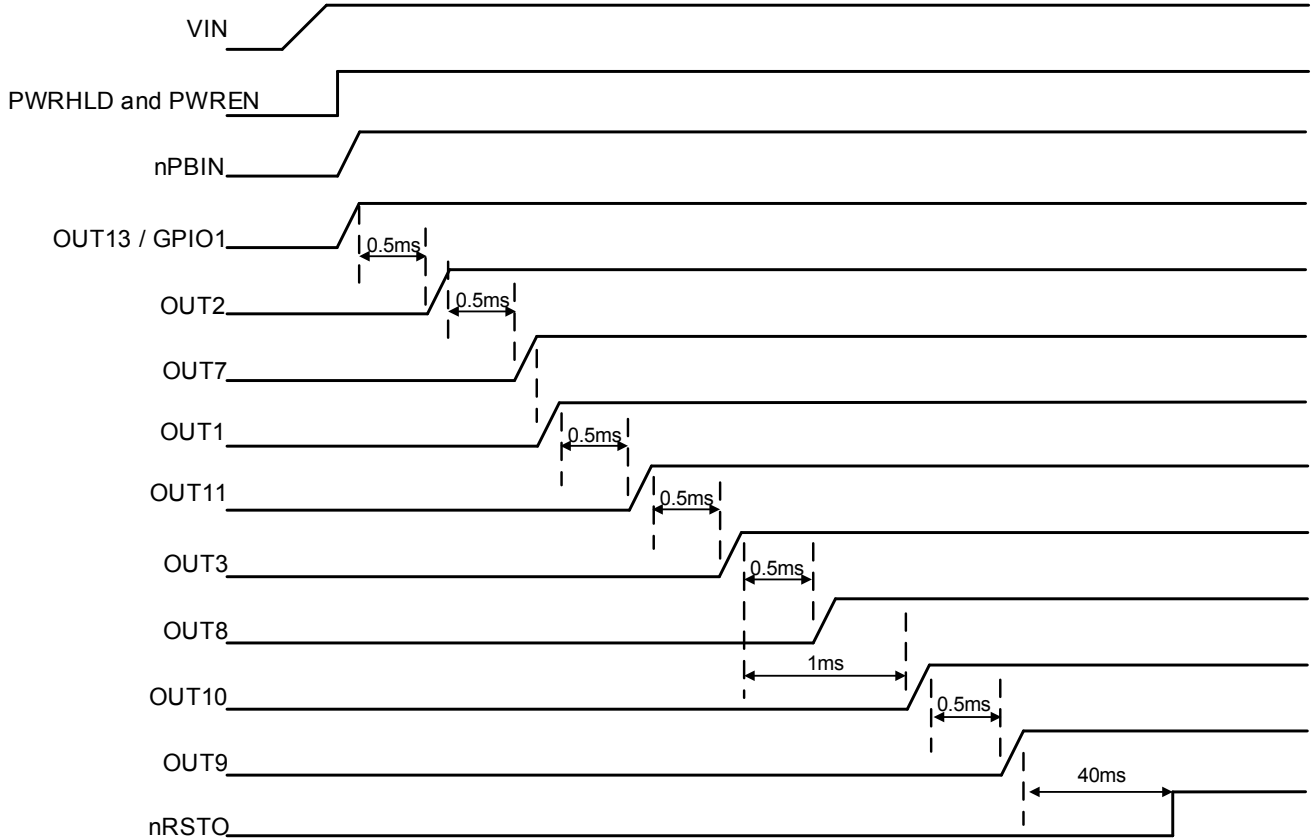 VIN
PWRHLD and PWREN
nPBIN
OUT13 / GPIO1
0.5ms
OUT2
0.5ms
OUT7
OUT1
0.5ms
OUT11
0.5ms
OUT3
0.5ms
OUT8
1ms
OUT10
0.5ms
OUT9
40ms
nRSTO